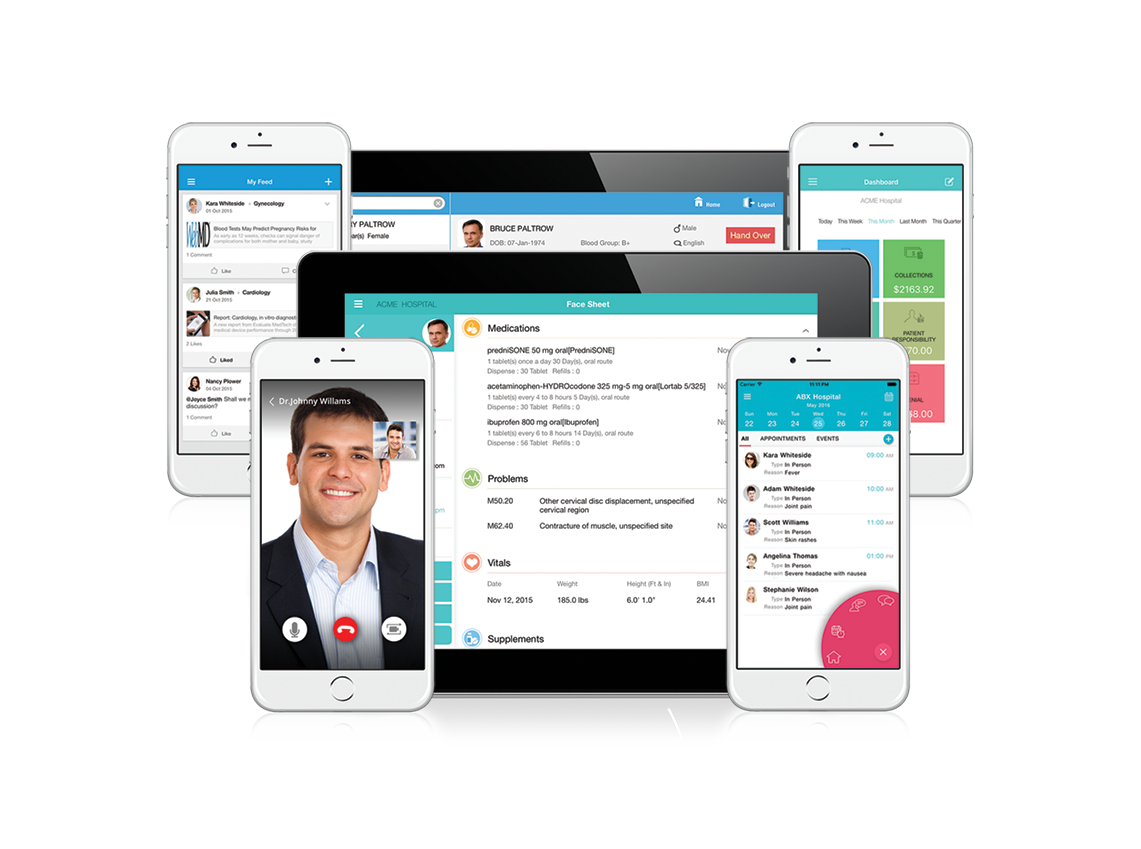 My Feed
Kara Whiteside › Gynecology
01 Oct 2015
WebMD
Blood Tests May Predict Pregnancy Risks for
As early as 12 weeks, checks can signal danger of
complications for both mother and baby, study
1 Comment
Like
Julia Smith › Cardiology
21 Oct 2015
Report: Cardiology, in vitro diagnosti
A new report from Evaluate MedTech
medical device performance through
2 Likes
Liked
Nancy Plower
04 Oct 2015
@Joyce Smith Shall we
discussion?
1 Comment
Like
Home
Logout
Y PALTROW
ar(s) Female
BRUCE PALTROW
DOB: 07-Jan-1974
Blood Group: B+
Male
English
Hand Over
Dashboard
ACME Hospital
Today This Week This Month Last Month This Quarter
COLLECTIONS
$2163.92
PATIENT
RESPONSIBILITY
70.00
NIAL
48.00
ACME HOSPITAL
Face Sheet
om
pm
Medications
predniSONE 50 mg oral[PredniSONE]
No
1 tablet(s) once a day 30 Day(s), oral route
Dispense : 30 Tablet Refills : 0
acetaminophen-HYDROcodone 325 mg-5 mg oral[Lortab 5/325]
No
1 tablet(s) every 4 to 8 hours 5 Day(s), oral route
Dispense : 30 Tablet Refills : 0
ibuprofen 800 mg oral[Ibuprofen]
No
1 tablet(s) every 6 to 8 hours 14 Day(s), oral route
Dispense : 56 Tablet Refills : 0
Problems
M50.20 Other cervical disc displacement, unspecified
cervical region
No
M62.40 Contracture of muscle, unspecified site
No
Vitals
Date Weight Height (Ft & In) BMI
Nov 12, 2015 185.0 lbs 6.0' 1.0" 24.41
Supplements
Dr.Johnny Willams
Carrier 11:11 PM
ABX Hospital
May 2016
Sun Mon Tue Wed Thu Fri Sat
22 23 24 25 26 27 28
All APPOINTMENTS EVENTS
Kara Whiteside 09:00 AM
Type In Person
Reason Fever
Adam Whiteside 10:00 AM
Type In Person
Reason Joint pain
Scott Williams 11:00 AM
Type In Person
Reason Skin rashes
Angelina Thomas 01:00 PM
Type In Person
Reason Severe headache with nausea
Stephanie Wilson
Type In Person
Reason Joint pain